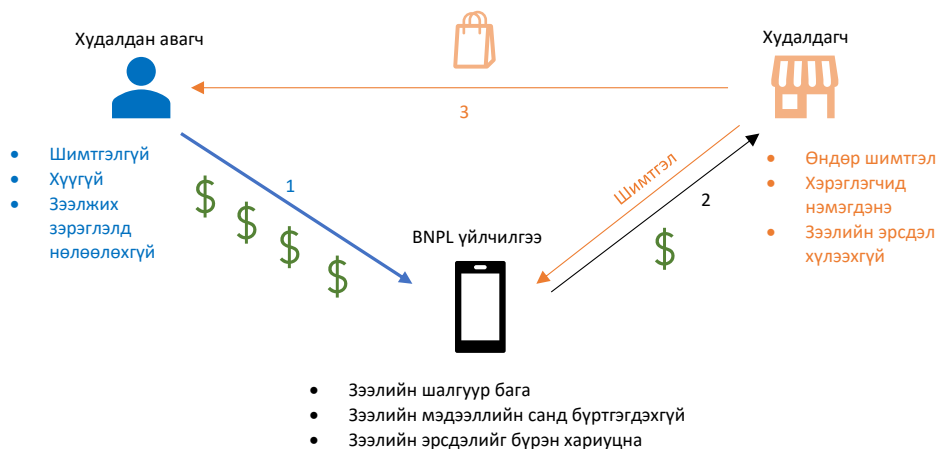 Худалдан авагч
Худалдагч
3
• Шимтгэлгүй
• Хүүгүй
• Зээлжих
зэрэглэлд
нөлөөлөхгүй
1
$
$
$
$
Шимтгэл
2
$
• Өндөр шимтгэл
• Хэрэглэгчид
нэмэгдэнэ
• Зээлийн эрсдэл
хүлээхгүй
BNPL үйлчилгээ
• Зээлийн шалгуур бага
• Зээлийн мэдээллийн санд бүртгэгдэхгүй
• Зээлийн эрсдэлийг бүрэн хариуцна